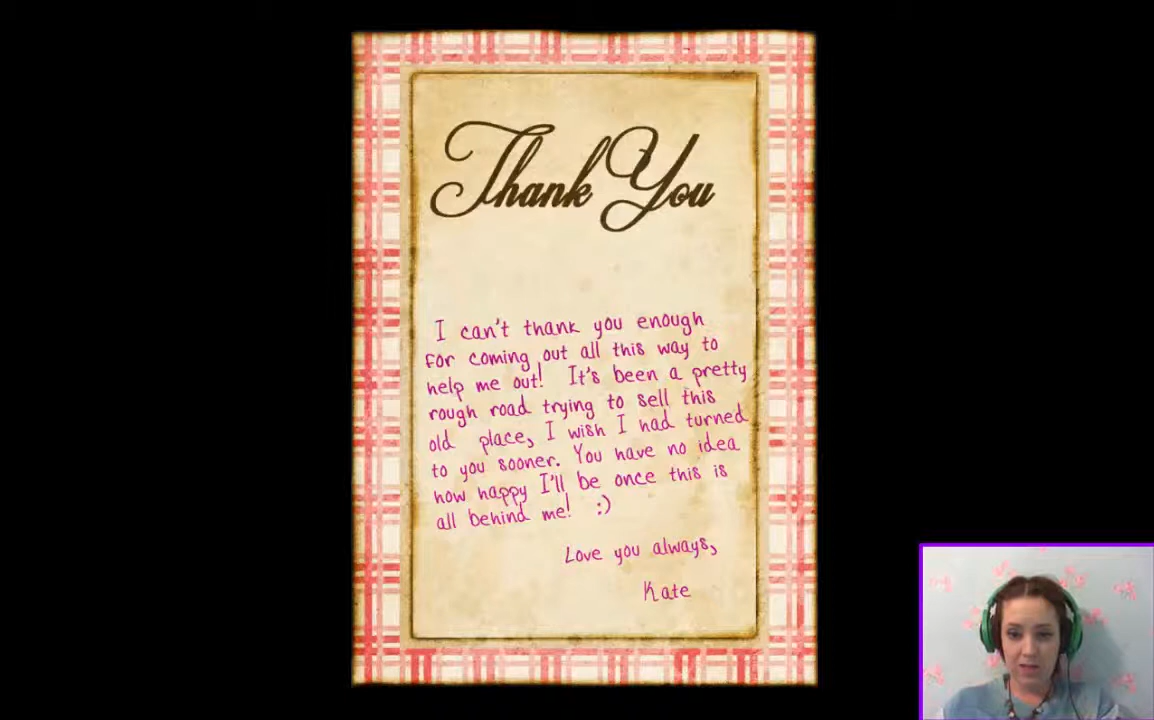 Thank You
I can't thank you enough
for coming out all this way to
help me out! It's been a pretty
rough road trying to sell this
old place, I wish I had turned
to you sooner. You have no idea
how happy I'll be once this is
all behind me! :)
Love you always,
Kate